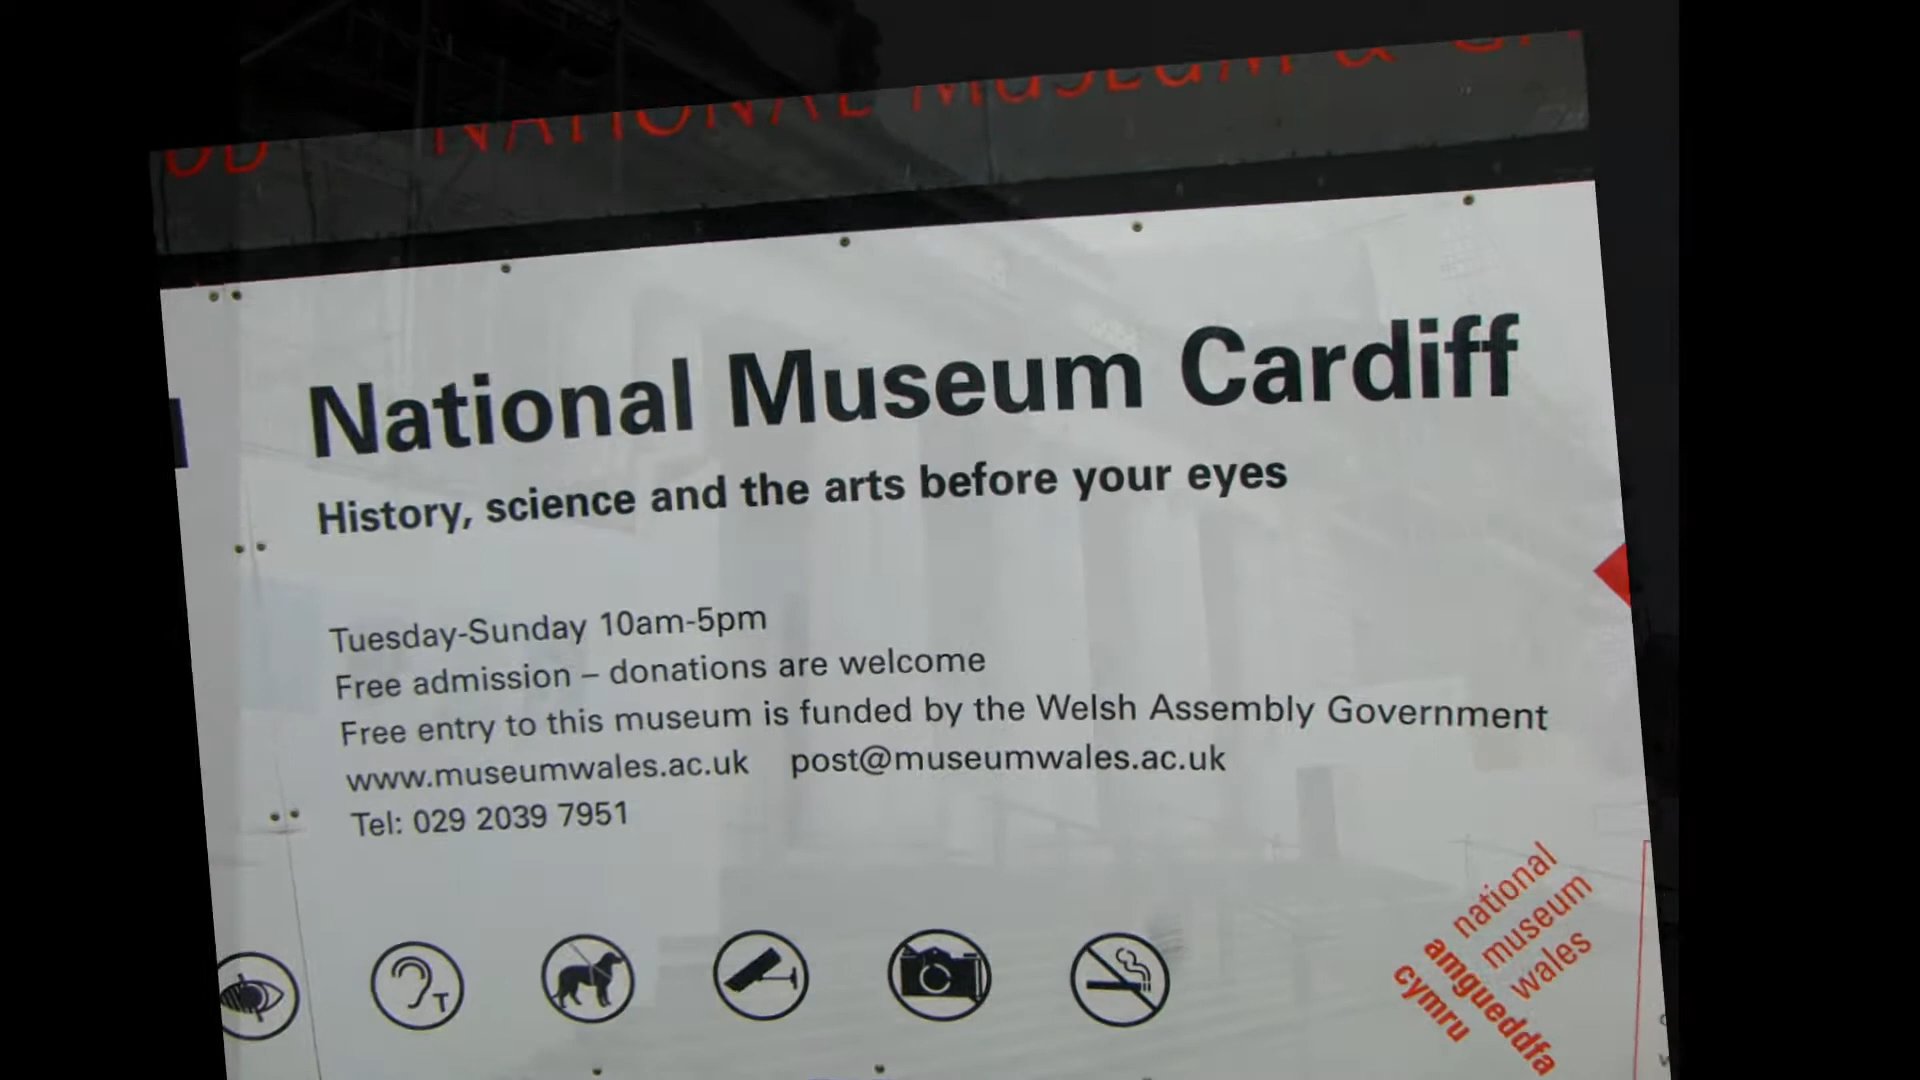 NATIONAL MUSEUM &
National Museum Cardiff
History, science and the arts before your eyes
Tuesday-Sunday 10am-5pm
Free admission – donations are welcome
Free entry to this museum is funded by the Welsh Assembly Government
www.museumwales.ac.uk post@museumwales.ac.uk
Tel: 029 2039 7951
T
national
museum
wales
amgueddfa
cymru